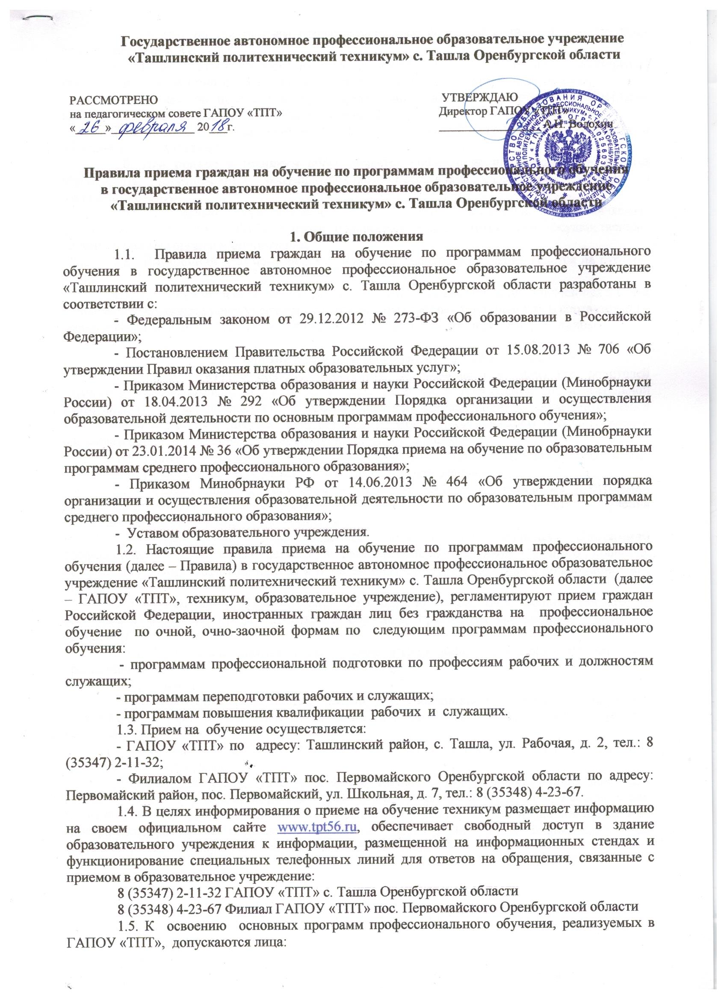 Государственное автономное профессиональное образовательное учреждение
«Ташлинский политехнический техникум» с. Ташла Оренбургской области
РАССМОТРЕНО
на педагогическом совете ГАПОУ «ТПТ»
«26» февраля 2018г.
УТВЕРЖДАЮ
Директор ГАПОУ «ТПТ»
А.И. Волохин
Правила приема граждан на обучение по программам профессионального обучения
в государственное автономное профессиональное образовательное учреждение
«Ташлинский политехнический техникум» с. Ташла Оренбургской области
1. Общие положения
1.1. Правила приема граждан на обучение по программам профессионального
обучения в государственное автономное профессиональное образовательное учреждение
«Ташлинский политехнический техникум» с. Ташла Оренбургской области разработаны в
соответствии с:
- Федеральным законом от 29.12.2012 № 273-ФЗ «Об образовании в Российской
Федерации»;
- Постановлением Правительства Российской Федерации от 15.08.2013 № 706 «Об
утверждении Правил оказания платных образовательных услуг»;
- Приказом Министерства образования и науки Российской Федерации (Минобрнауки
России) от 18.04.2013 № 292 «Об утверждении Порядка организации и осуществления
образовательной деятельности по основным программам профессионального обучения»;
- Приказом Министерства образования и науки Российской Федерации (Минобрнауки
России) от 23.01.2014 № 36 «Об утверждении Порядка приема на обучение по образовательным
программам среднего профессионального образования»;
- Приказом Минобрнауки РФ от 14.06.2013 № 464 «Об утверждении порядка
организации и осуществления образовательной деятельности по образовательным программам
среднего профессионального образования»;
- Уставом образовательного учреждения.
1.2. Настоящие правила приема на обучение по программам профессионального
обучения (далее – Правила) в государственное автономное профессиональное образовательное
учреждение «Ташлинский политехнический техникум» с. Ташла Оренбургской области (далее
– ГАПОУ «ТПТ», техникум, образовательное учреждение), регламентируют прием граждан
Российской Федерации, иностранных граждан лиц без гражданства на профессиональное
обучение по очной, очно-заочной формам по следующим программам профессионального
обучения:
- программам профессиональной подготовки по профессиям рабочих и должностям
служащих;
- программам переподготовки рабочих и служащих;
- программам повышения квалификации рабочих и служащих.
1.3. Прием на обучение осуществляется:
- ГАПОУ «ТПТ» по адресу: Ташлинский район, с. Ташла, ул. Рабочая, д. 2, тел.: 8
(35347) 2-11-32;
- Филиалом ГАПОУ «ТПТ» пос. Первомайского Оренбургской области по адресу:
Первомайский район, пос. Первомайский, ул. Школьная, д. 7, тел.: 8 (35348) 4-23-67.
1.4. В целях информирования о приеме на обучение техникум размещает информацию
на своем официальном сайте www.tpt56.ru, обеспечивает свободный доступ в здание
образовательного учреждения к информации, размещенной на информационных стендах и
функционирование специальных телефонных линий для ответов на обращения, связанные с
приемом в образовательное учреждение:
8 (35347) 2-11-32 ГАПОУ «ТПТ» с. Ташла Оренбургской области
8 (35348) 4-23-67 Филиал ГАПОУ «ТПТ» пос. Первомайского Оренбургской области
1.5. К освоению основных программ профессионального обучения, реализуемых в
ГАПОУ «ТПТ», допускаются лица: